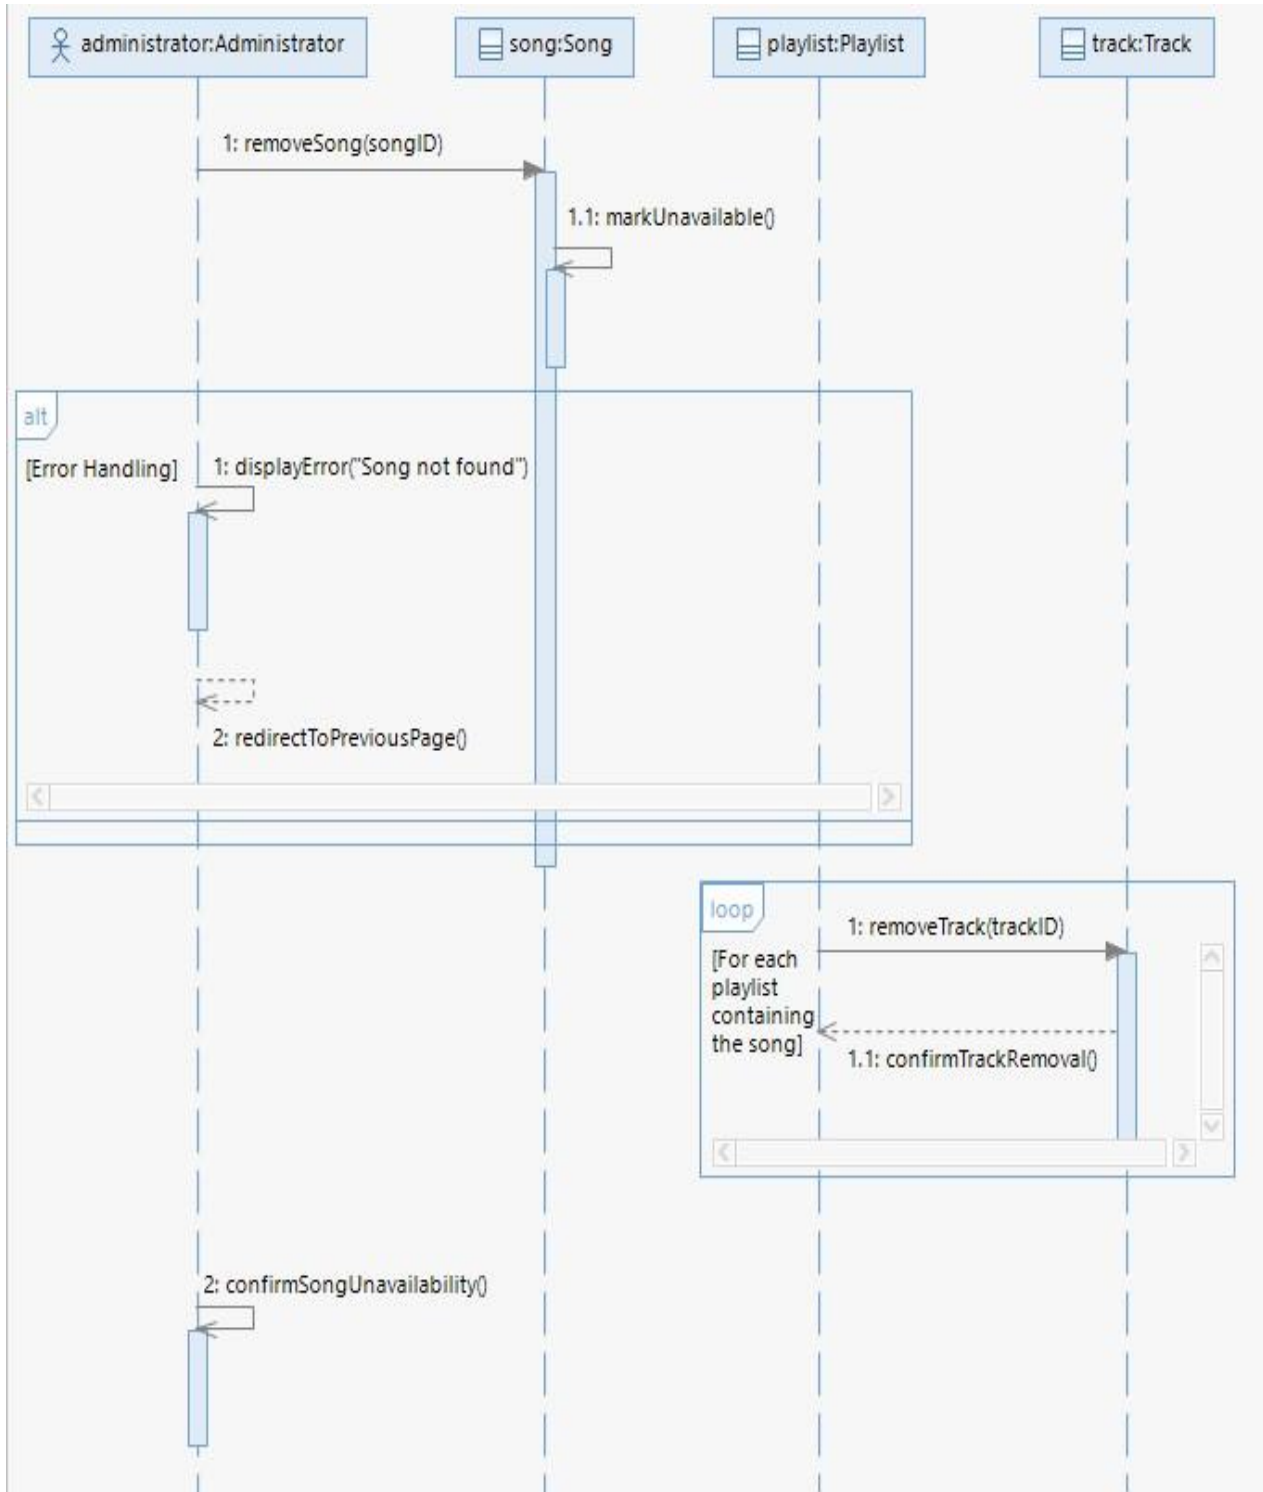 administrator:Administrator
song:Song
playlist:Playlist
track:Track
1: removeSong(songID)
1.1: markUnavailable()
alt
[Error Handling]
1: displayError("Song not found")
2: redirectToPreviousPage()
loop
1: removeTrack(trackID)
[For each
playlist
containing
the song]
1.1: confirmTrackRemoval()
2: confirmSongUnavailability()